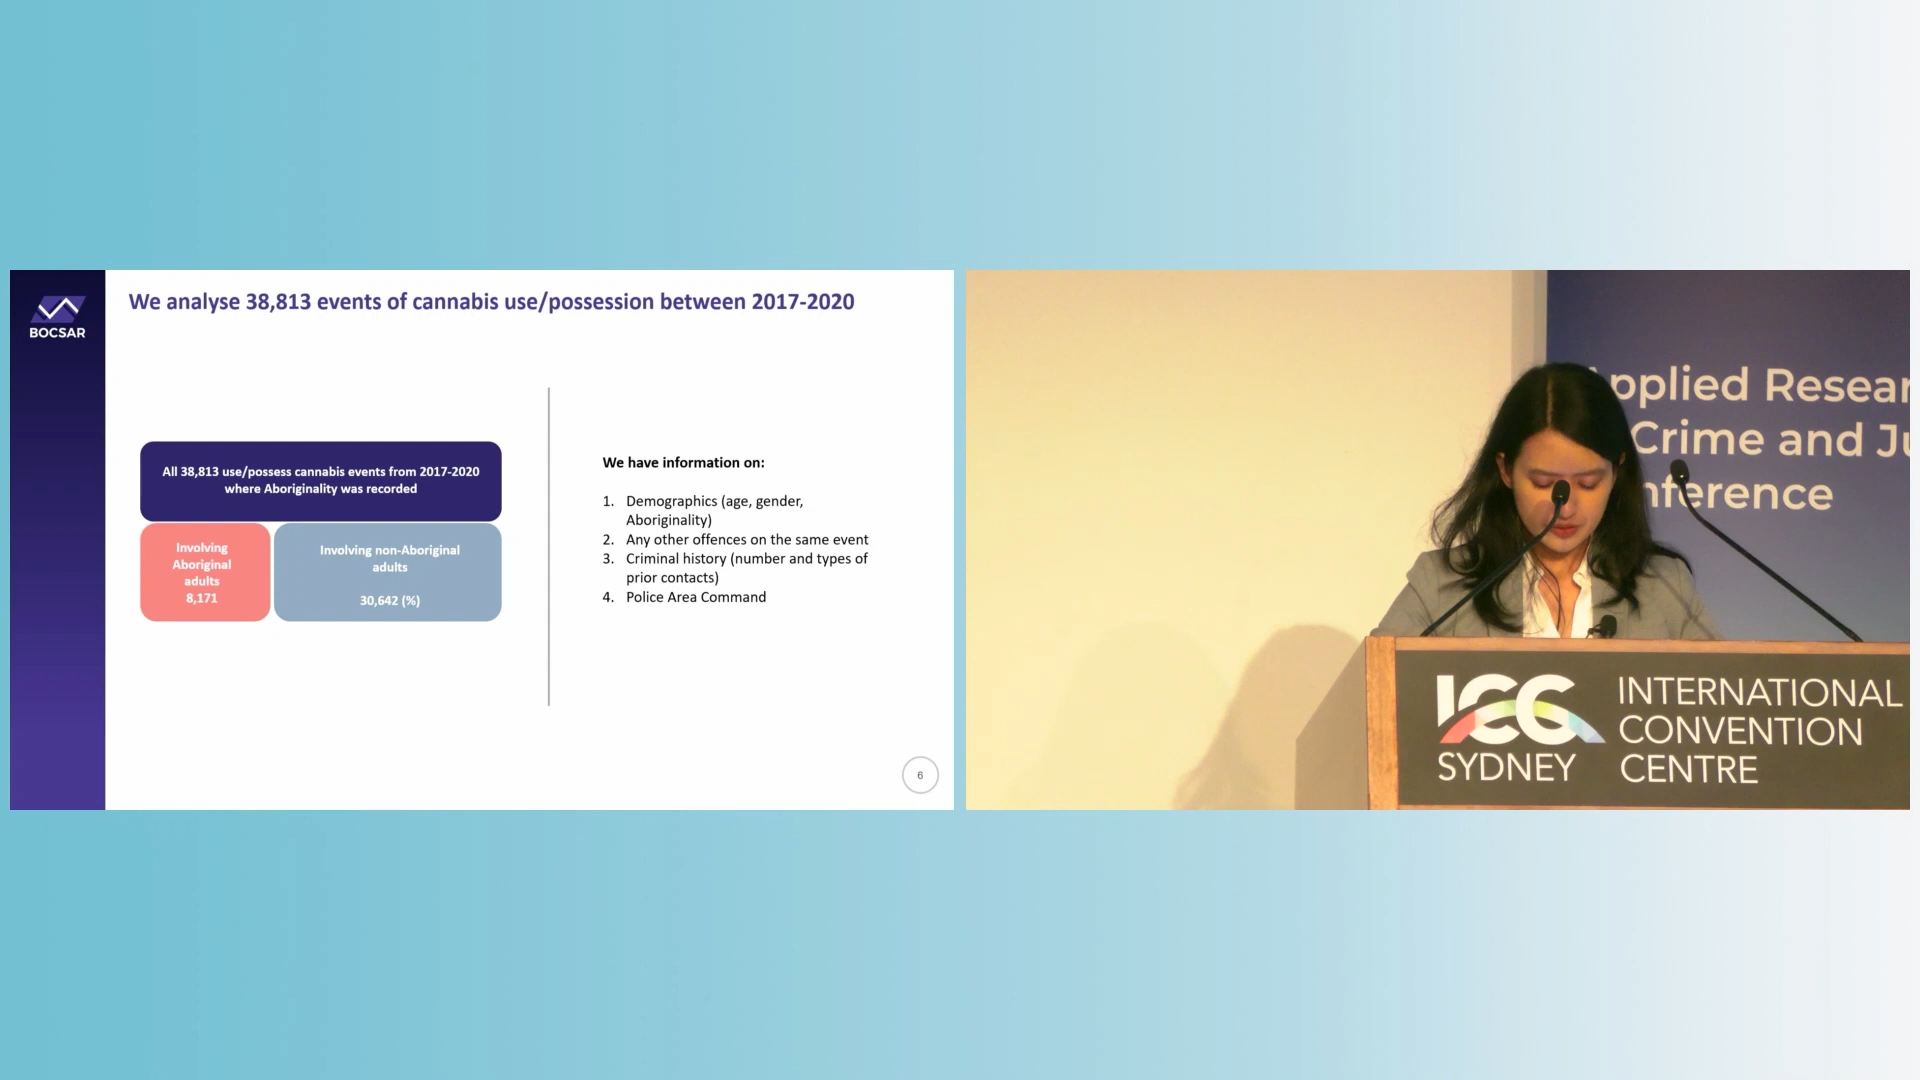 BOCSAR
We analyse 38,813 events of cannabis use/possession between 2017-2020
All 38,813 use/possess cannabis events from 2017-2020
where Aboriginality was recorded
Involving
Aboriginal
adults
8,171
Involving non-Aboriginal
adults
30,642 (%)
We have information on:
1. Demographics (age, gender,
Aboriginality)
2. Any other offences on the same event
3. Criminal history (number and types of
prior contacts)
4. Police Area Command
6
pplied Resear
Crime and Ju
nference
ICC
SYDNEY
INTERNATIONAL
CONVENTION
CENTRE